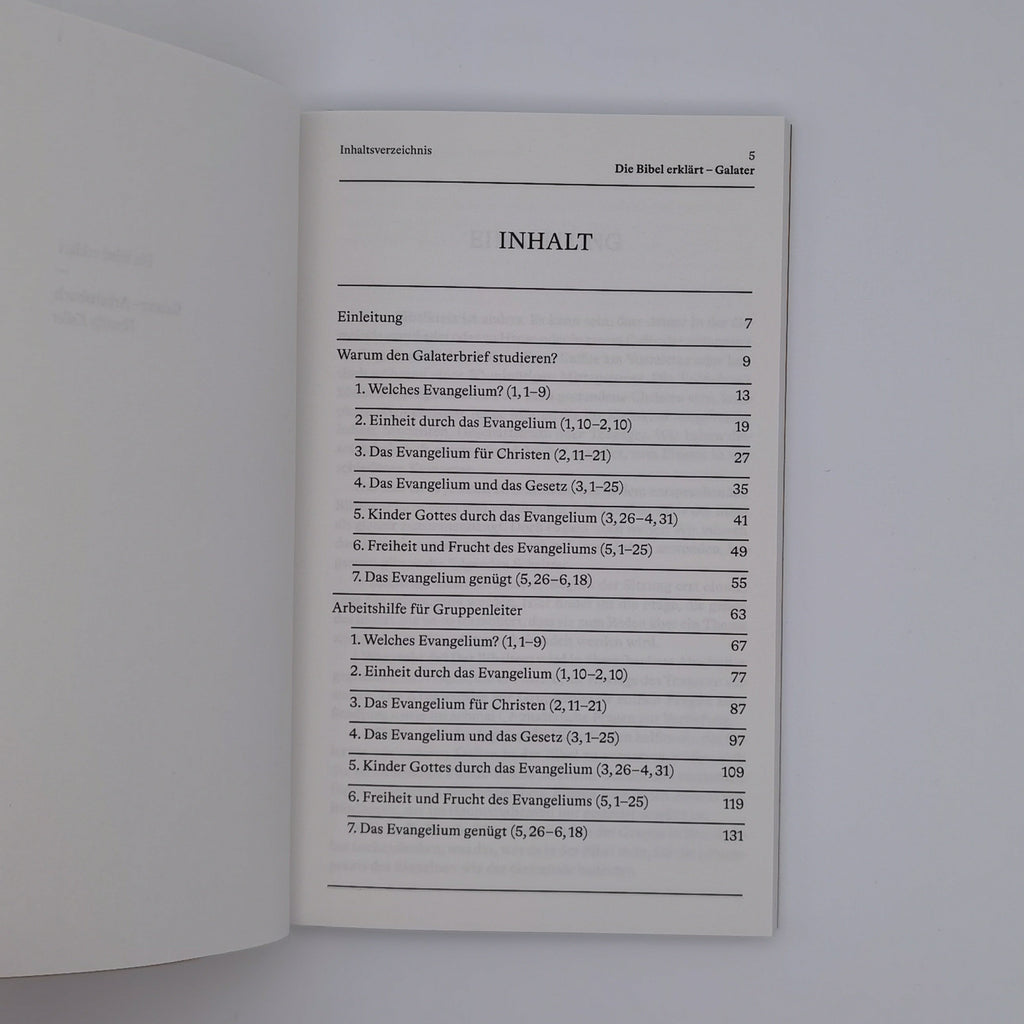 Inhaltsverzeichnis
5
Die Bibel erklärt – Galater
INHALT
Einleitung 7
Warum den Galaterbrief studieren? 9
1. Welches Evangelium? (1, 1–9) 13
2. Einheit durch das Evangelium (1, 10–2, 10) 19
3. Das Evangelium für Christen (2, 11–21) 27
4. Das Evangelium und das Gesetz (3, 1–25) 35
5. Kinder Gottes durch das Evangelium (3, 26–4, 31) 41
6. Freiheit und Frucht des Evangeliums (5, 1–25) 49
7. Das Evangelium genügt (5, 26–6, 18) 55
Arbeitshilfe für Gruppenleiter 63
1. Welches Evangelium? (1, 1–9) 67
2. Einheit durch das Evangelium (1, 10–2, 10) 77
3. Das Evangelium für Christen (2, 11–21) 87
4. Das Evangelium und das Gesetz (3, 1–25) 97
5. Kinder Gottes durch das Evangelium (3, 26–4, 31) 109
6. Freiheit und Frucht des Evangeliums (5, 1–25) 119
7. Das Evangelium genügt (5, 26–6, 18) 131